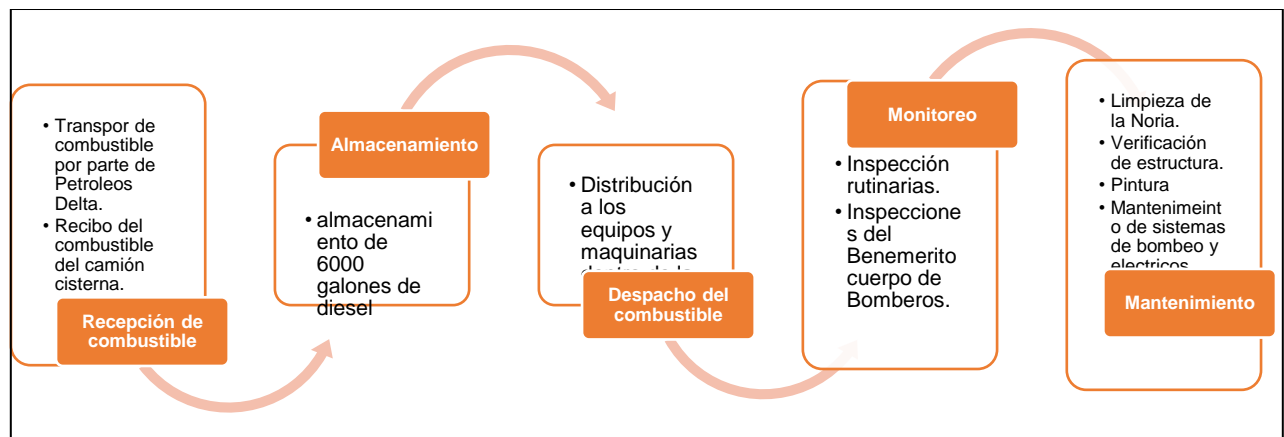 • Transpor de
combustible
por parte de
Petroleos
Delta.
• Recibo del
combustible
del camión
cisterna.
Recepción de
combustible
Almacenamiento
• almacenami
ento de
6000
galones de
diesel
• Distribución
a los
equipos y
maquinarias
Despacho del
combustible
Monitoreo
• Inspección
rutinarias.
• Inspeccione
s del
Benemerito
cuerpo de
Bomberos.
• Limpieza de
la Noria.
• Verificación
de estructura.
• Pintura
• Mantenimeint
o de sistemas
de bombeo y
electricos
Mantenimiento